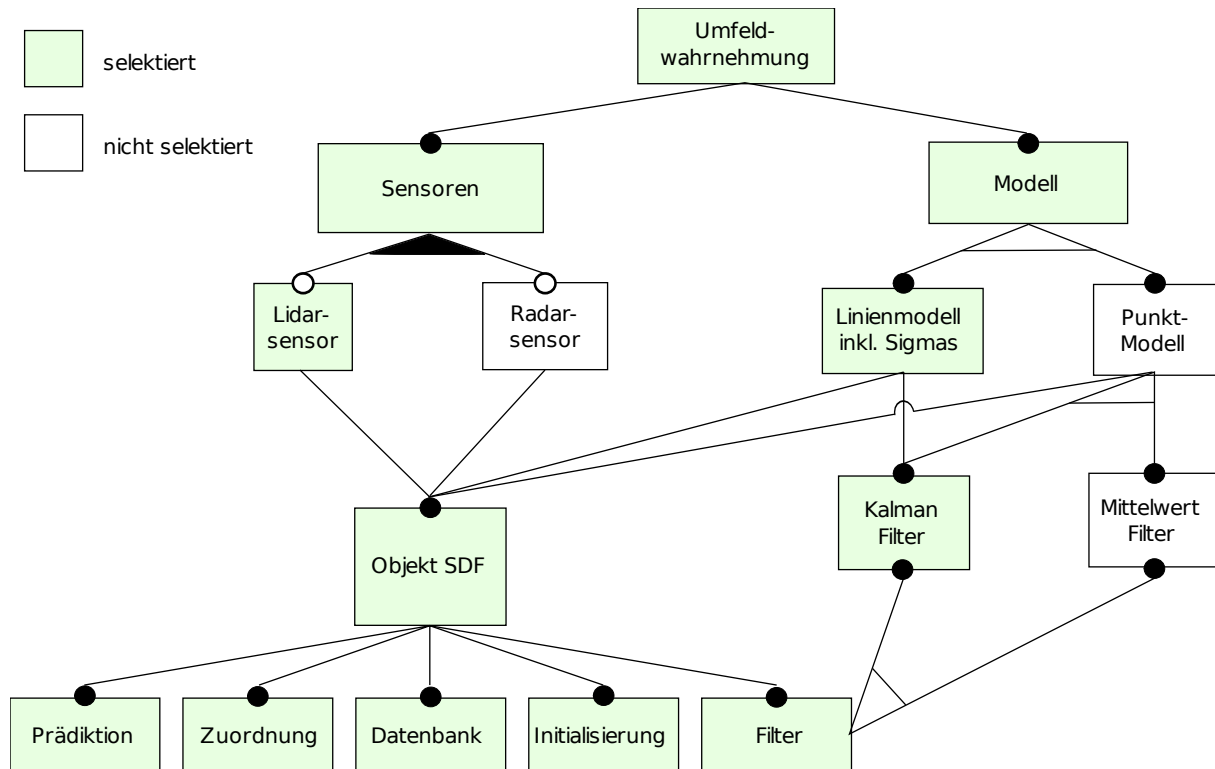 Umfeld-
wahrnehmung
selektiert
nicht selektiert
Sensoren
Modell
Lidar-
sensor
Radar-
sensor
Linienmodell
inkl. Sigmas
Punkt-
Modell
Kalman
Filter
Mittelwert
Filter
Objekt SDF
Prädiktion
Zuordnung
Datenbank
Initialisierung
Filter